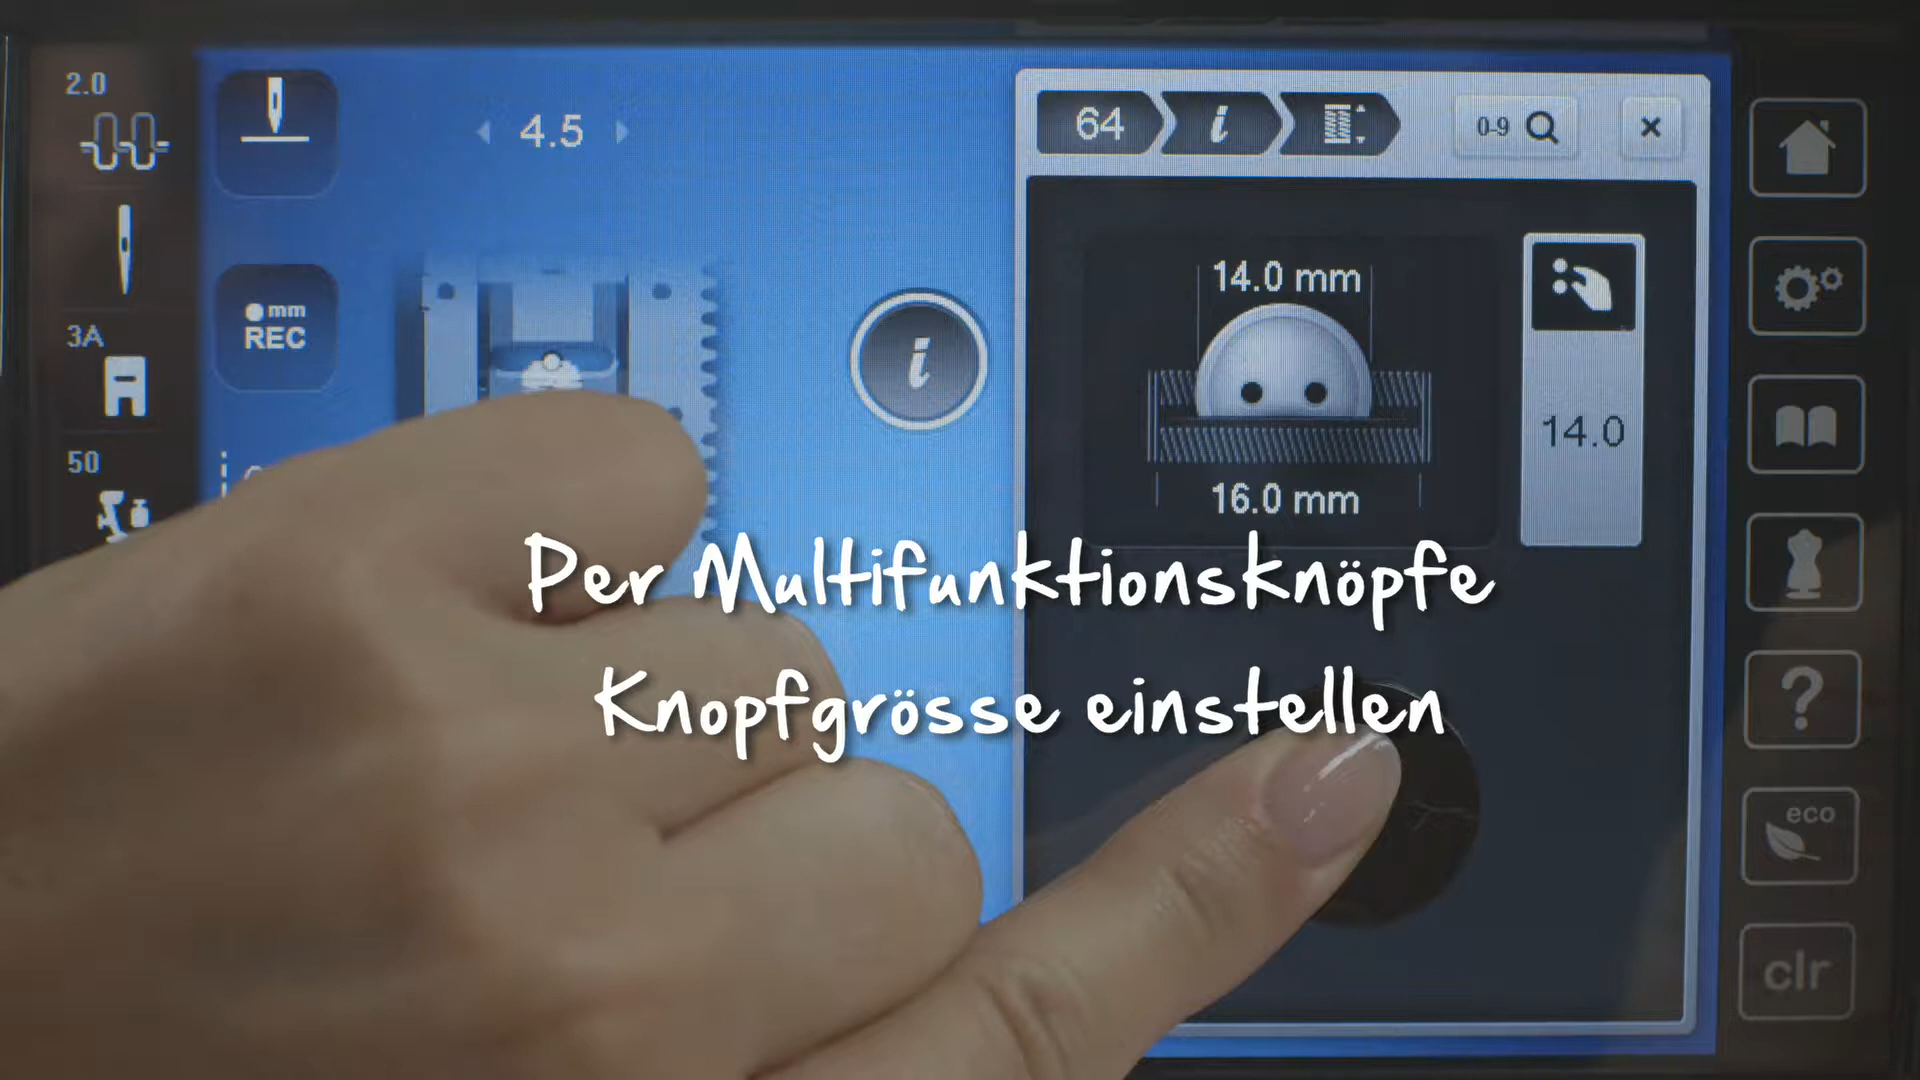 2.0
4.5
64 i 0-9 ×
mm
REC
14.0 mm
3A
i
14.0
50
16.0 mm
Per Multifunktionsknöpfe
Knopfgrösse einstellen
?
eco
clr